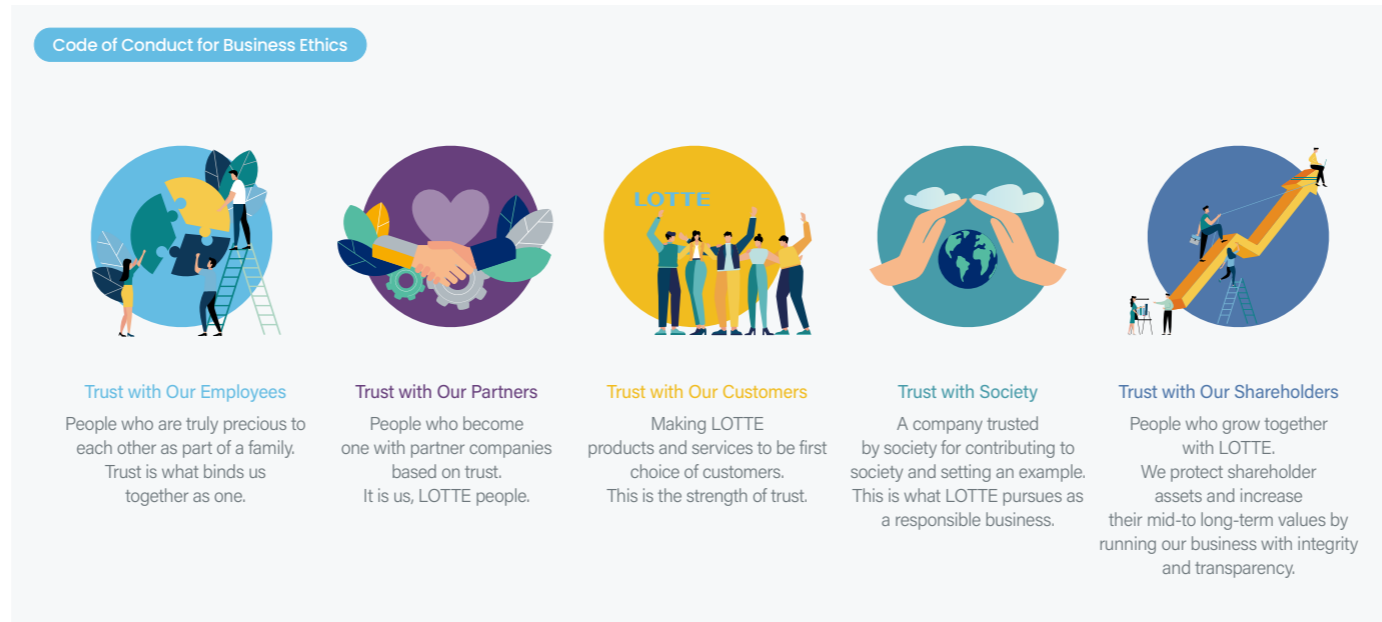 Code of Conduct for Business Ethics
LOTTE
Trust with Our Employees
People who are truly precious to
each other as part of a family.
Trust is what binds us
together as one.
Trust with Our Partners
People who become
one with partner companies
based on trust.
It is us, LOTTE people.
Trust with Our Customers
Making LOTTE
products and services to be first
choice of customers.
This is the strength of trust.
Trust with Society
A company trusted
by society for contributing to
society and setting an example.
This is what LOTTE pursues as
a responsible business.
Trust with Our Shareholders
People who grow together
with LOTTE.
We protect shareholder
assets and increase
their mid-to long-term values by
running our business with integrity
and transparency.